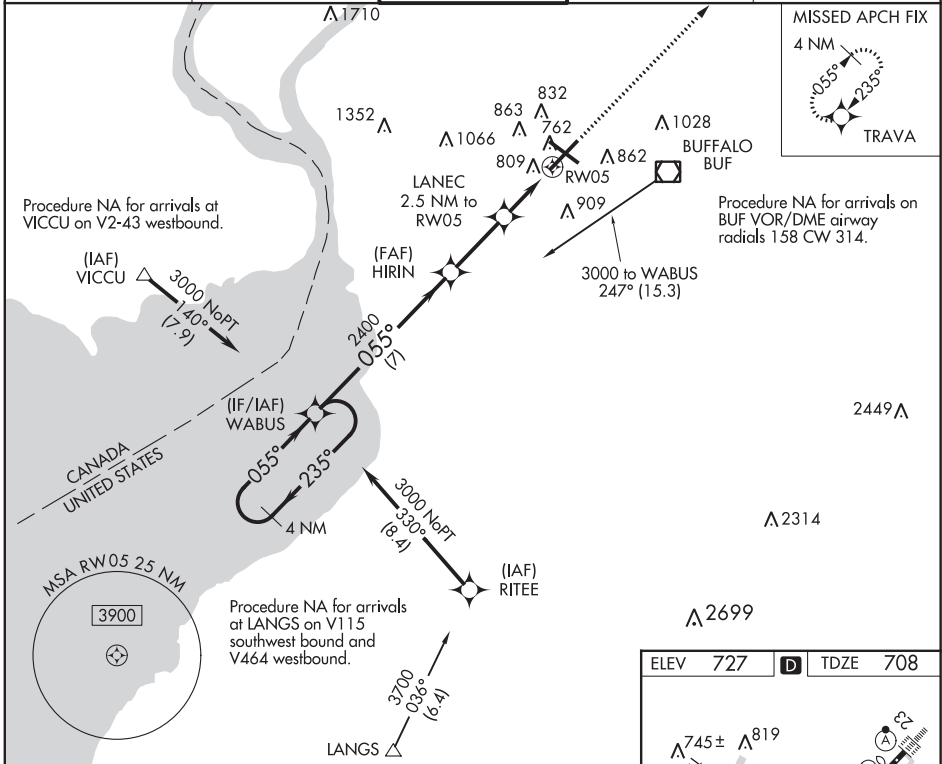 1710
MISSED APCH FIX
4 NM
055°
235°
TRAVA
832
863
1352
1066
762
1028
809
RW05
862
BUFFALO
BUF
LANEC
2.5 NM to
RW05
909
Procedure NA for arrivals at
VICCU on V2-43 westbound.
Procedure NA for arrivals on
BUF VOR/DME airway
radials 158 CW 314.
(IAF)
VICCU
3000 NoPT
140°
(7.9)
(FAF)
HIRIN
3000 to WABUS
247° (15.3)
2400
055°
(7)
(IF/IAF)
WABUS
2449
CANADA
UNITED STATES
055°
235°
4 NM
3000 NoPT
330°
(8.4)
2314
MSA RW05 25 NM
3900
(IAF)
RITEE
Procedure NA for arrivals
at LANGS on V115
southwest bound and
V464 westbound.
2699
3700
036°
(6.4)
LANGS
ELEV 727 D TDZE 708
745± 819
23
A